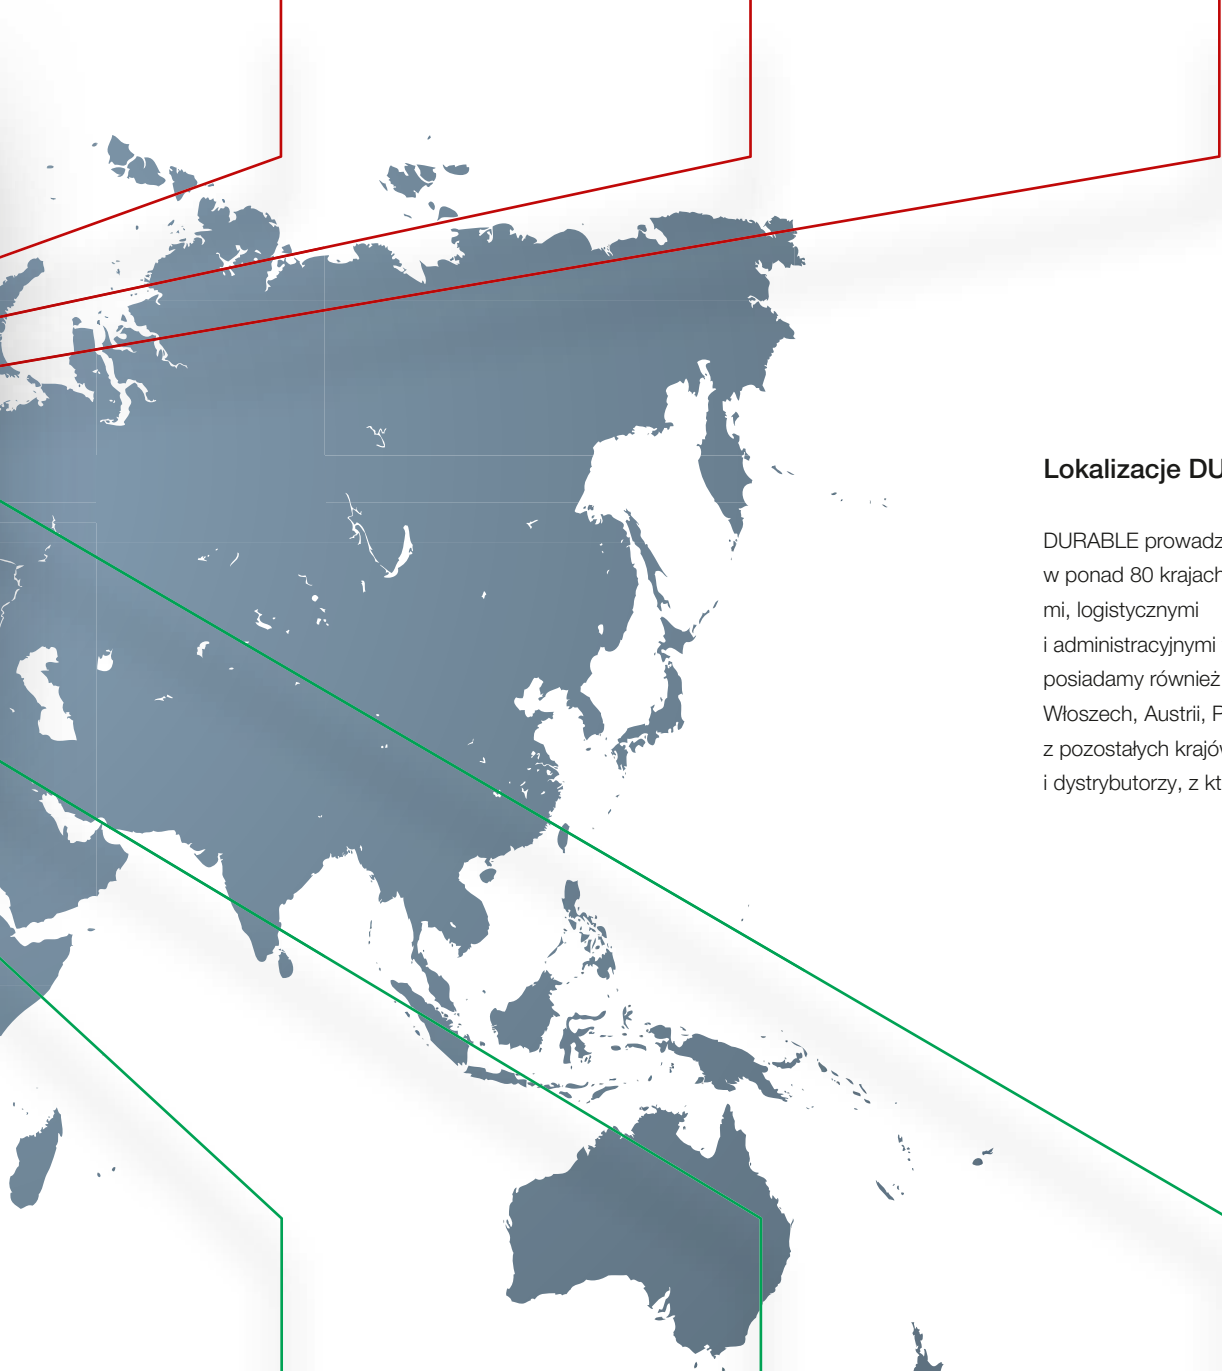 Lokalizacje DU
DURABLE prowadz
w ponad 80 krajach
mi, logistycznymi
i administracyjnymi
posiadamy również
Włoszech, Austrii, P
z pozostałych krajów
i dystrybutorzy, z kt